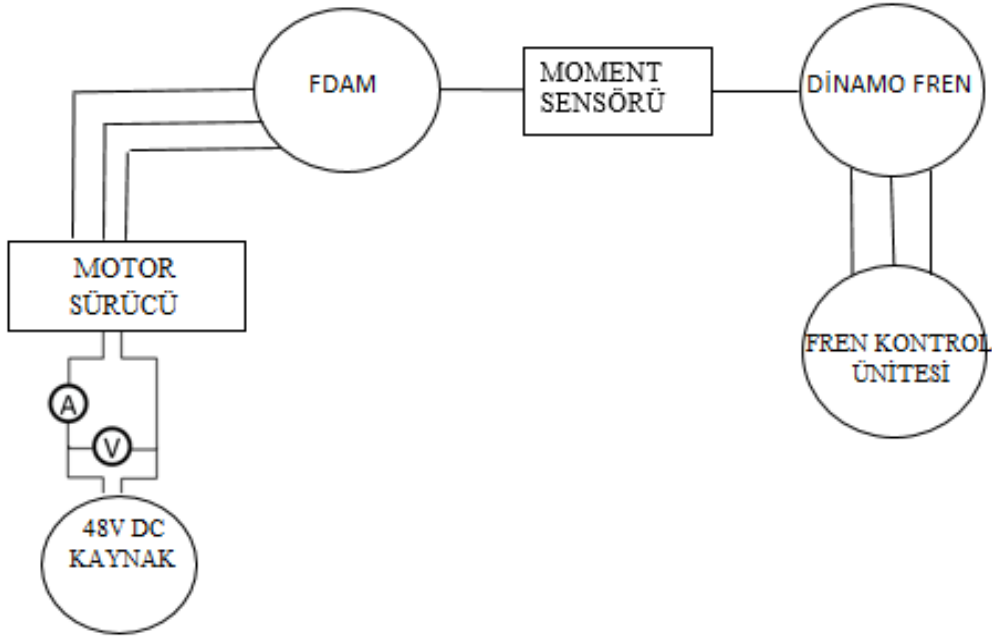 FDAM
MOMENT
SENSÖRÜ
DİNAMO FREN
MOTOR
SÜRÜCÜ
FREN KONTROL
ÜNİTESİ
A
V
48V DC
KAYNAK